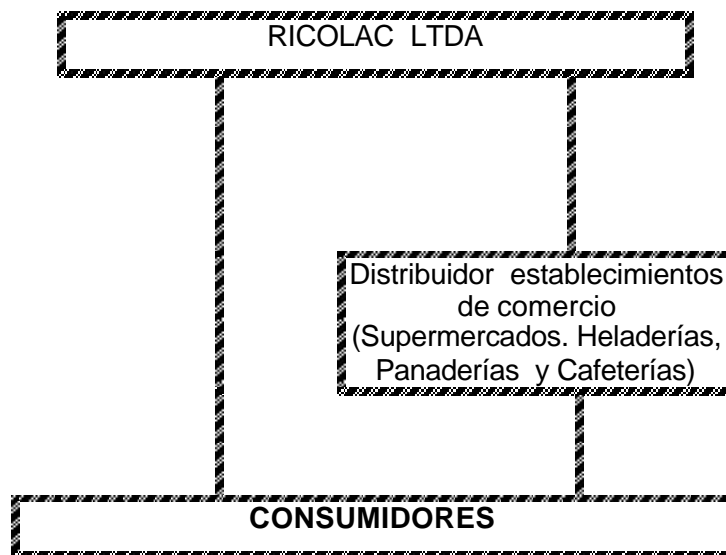 RICOLAC LTDA
Distribuidor establecimientos
de comercio
(Supermercados. Heladerías,
Panaderías y Cafeterías)
CONSUMIDORES